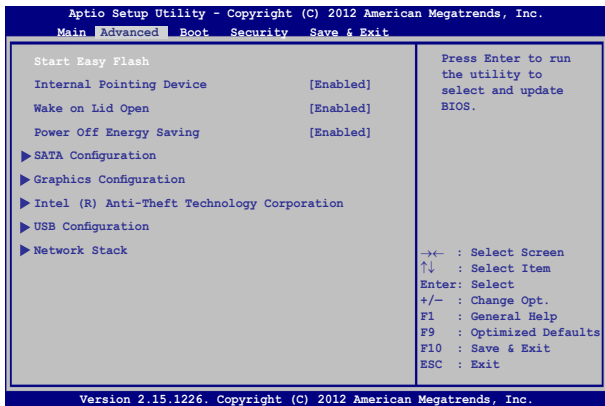 Aptio Setup Utility - Copyright (C) 2012 American Megatrends, Inc.
Main Advanced Boot Security Save & Exit
Start Easy Flash
Internal Pointing Device [Enabled]
Wake on Lid Open [Enabled]
Power Off Energy Saving [Enabled]
SATA Configuration
Graphics Configuration
Intel (R) Anti-Theft Technology Corporation
USB Configuration
Network Stack
Press Enter to run
the utility to
select and update
BIOS.
→← : Select Screen
↑↓ : Select Item
Enter: Select
+/— : Change Opt.
F1 : General Help
F9 : Optimized Defaults
F10 : Save & Exit
ESC : Exit
Version 2.15.1226. Copyright (C) 2012 American Megatrends, Inc.